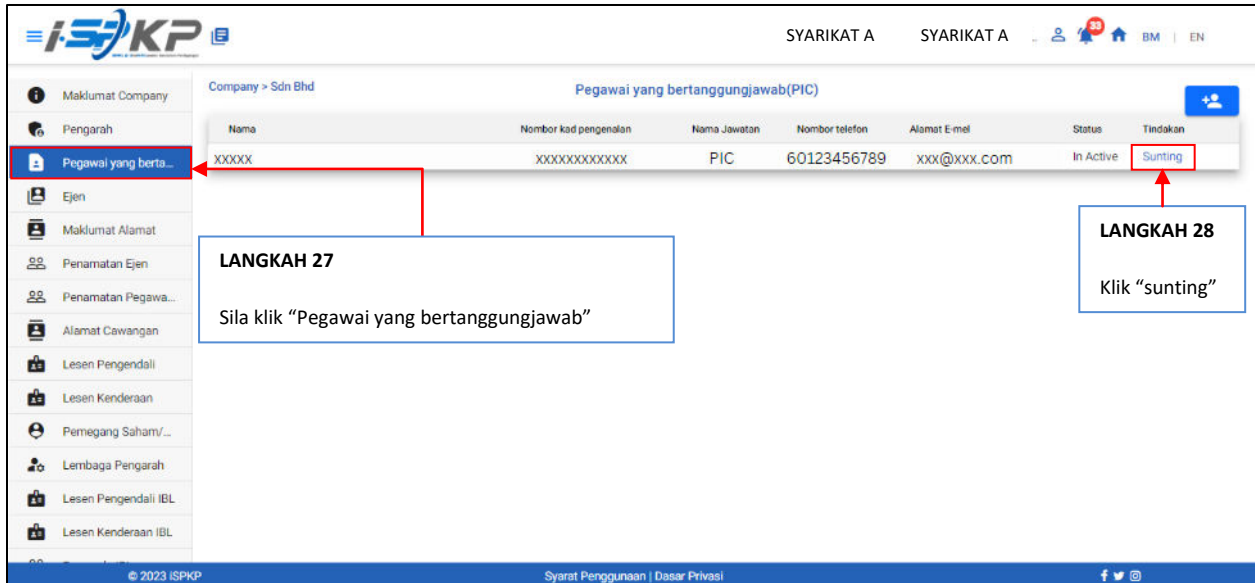 i-SPKP
SYARIKAT A
SYARIKAT A
33
BM | EN
Maklumat Company
Pengarah
Pegawai yang berta...
Ejen
Maklumat Alamat
Penamatan Ejen
Penamatan Pegawa...
Alamat Cawangan
Lesen Pengendali
Lesen Kenderaan
Pemegang Saham/...
Lembaga Pengarah
Lesen Pengendali IBL
Lesen Kenderaan IBL
Company > Sdn Bhd
Pegawai yang bertanggungjawab(PIC)
Nama Nombor kad pengenalan Nama Jawatan Nombor telefon Alamat E-mel Status Tindakan
XXXXX XXXXXXXXXXXX PIC 60123456789 xxx@xxx.com In Active Sunting
LANGKAH 27
Sila klik “Pegawai yang bertanggungjawab”
LANGKAH 28
Klik “sunting”
© 2023 iSPKP
Syarat Penggunaan | Dasar Privasi